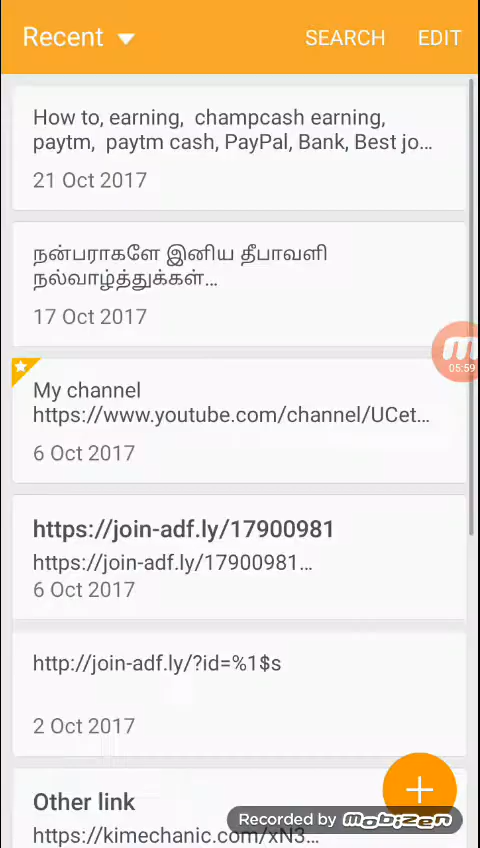 Recent
SEARCH
EDIT
How to, earning,  champcash earning,
paytm,  paytm cash, PayPal, Bank, Best jo...
21 Oct 2017
நன்பராகளே இனிய தீபாவளி
நல்வாழ்த்துக்கள்...
17 Oct 2017
05:59
My channel
https://www.youtube.com/channel/UCet...
6 Oct 2017
https://join-adf.ly/17900981
https://join-adf.ly/17900981...
6 Oct 2017
http://join-adf.ly/?id=%1$s
2 Oct 2017
Other link
https://kimechanic.com/xN3...
Recorded by Mobizen